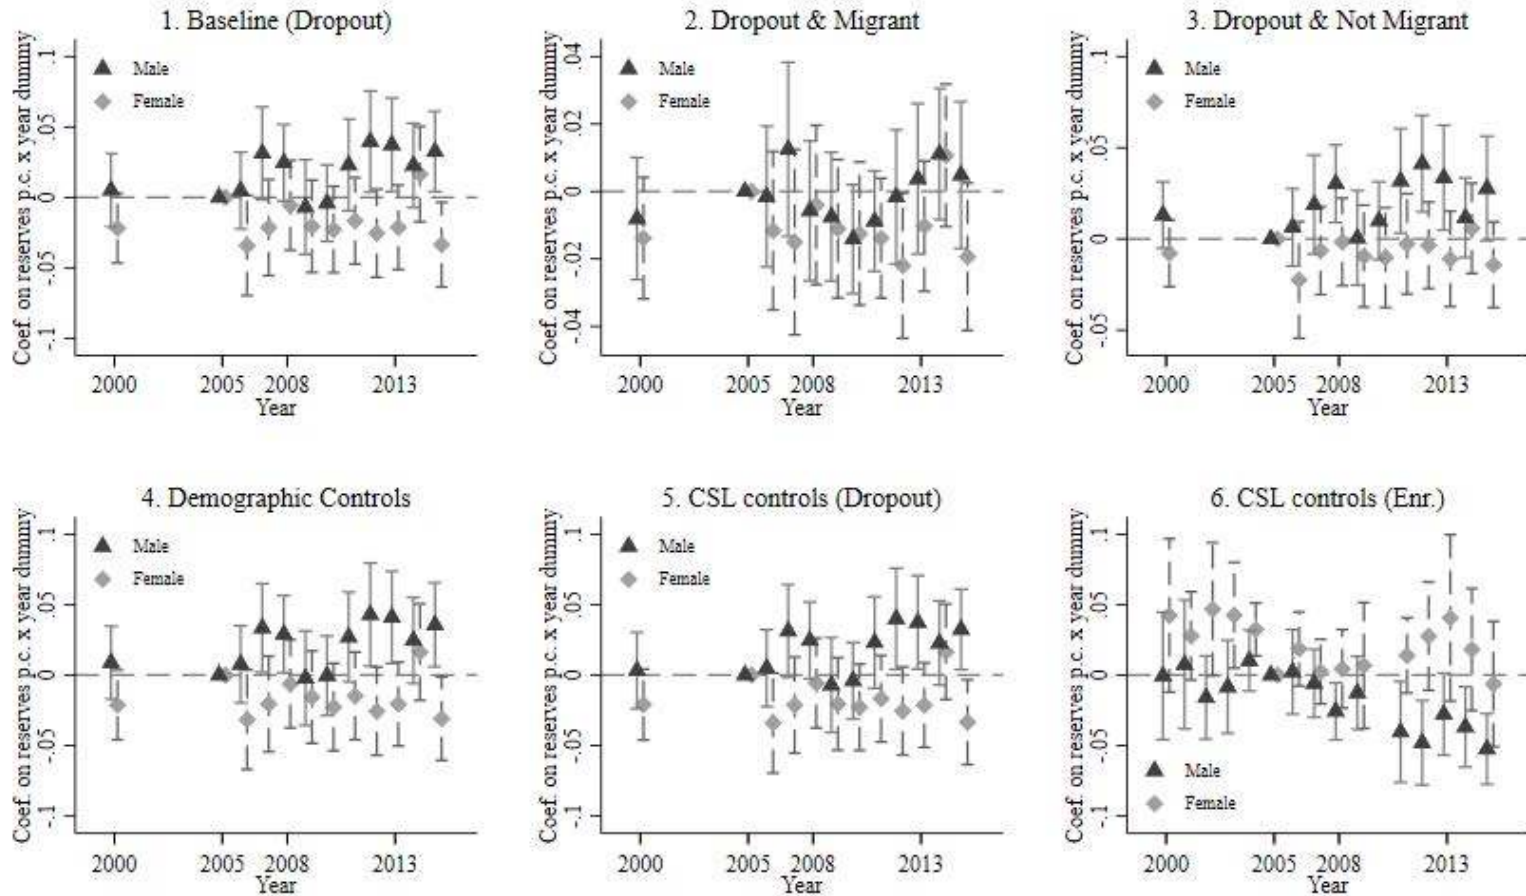 1. Baseline (Dropout)
Coef. on reserves p.c. x year dummy
.1
.05
0
-.05
-.1
Male
Female
2000
2005
2008
2013
Year
2. Dropout & Migrant
Coef. on reserves p.c. x year dummy
.04
.02
0
-.02
-.04
Male
Female
2000
2005
2008
2013
Year
3. Dropout & Not Migrant
Coef. on reserves p.c. x year dummy
.1
.05
0
-.05
Male
Female
2000
2005
2008
2013
Year
4. Demographic Controls
Coef. on reserves p.c. x year dummy
.1
.05
0
-.05
-.1
Male
Female
2000
2005
2008
2013
Year
5. CSL controls (Dropout)
Coef. on reserves p.c. x year dummy
.1
.05
0
-.05
-.1
Male
Female
2000
2005
2008
2013
Year
6. CSL controls (Enr.)
Coef. on reserves p.c. x year dummy
.1
.05
0
-.05
-.1
Male
Female
2000
2005
2008
2013
Year